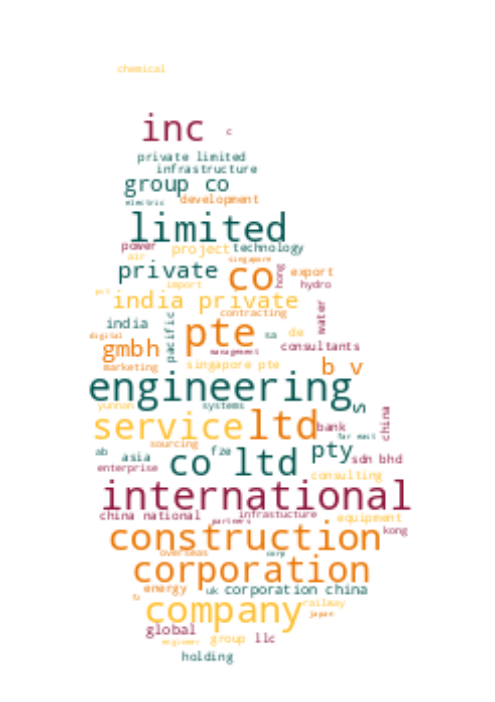 chemical
inc c
private limited
infrastructure
group co
electric development
limited
power project technology
air singapore
private co hong export
import hydro
pvt india private
contracting water
india pacific pte sa de
digital
gmbh management consultants
marketing singapore pte b v
engineering
yunnan systems s
service ltd bank china
sourcing far east
ab asia co ltd fze pty sdn bhd
enterprise consulting
international
china national infrastucture equipment
partners kong
construction
overseas corp
corporation
energy uk corporation china
company railway
japan
global
engineer group llc
holding